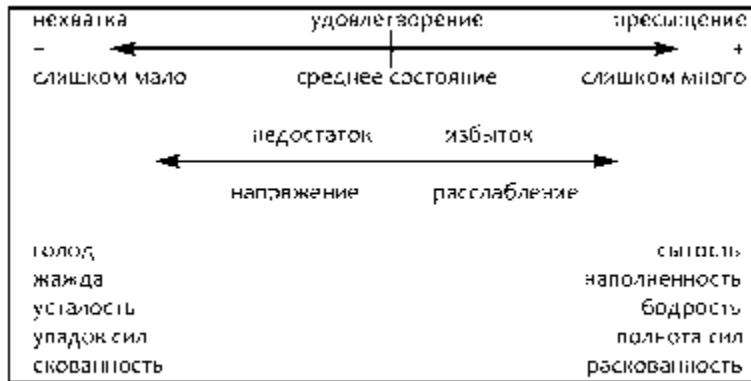 нехватка удовлетворение пресыщение
– +
слишком мало среднее состояние слишком много
недостаток избыток
напряжение расслабление
голод сытость
жажда наполненность
усталость бодрость
упадок сил полнота сил
скованность раскованность